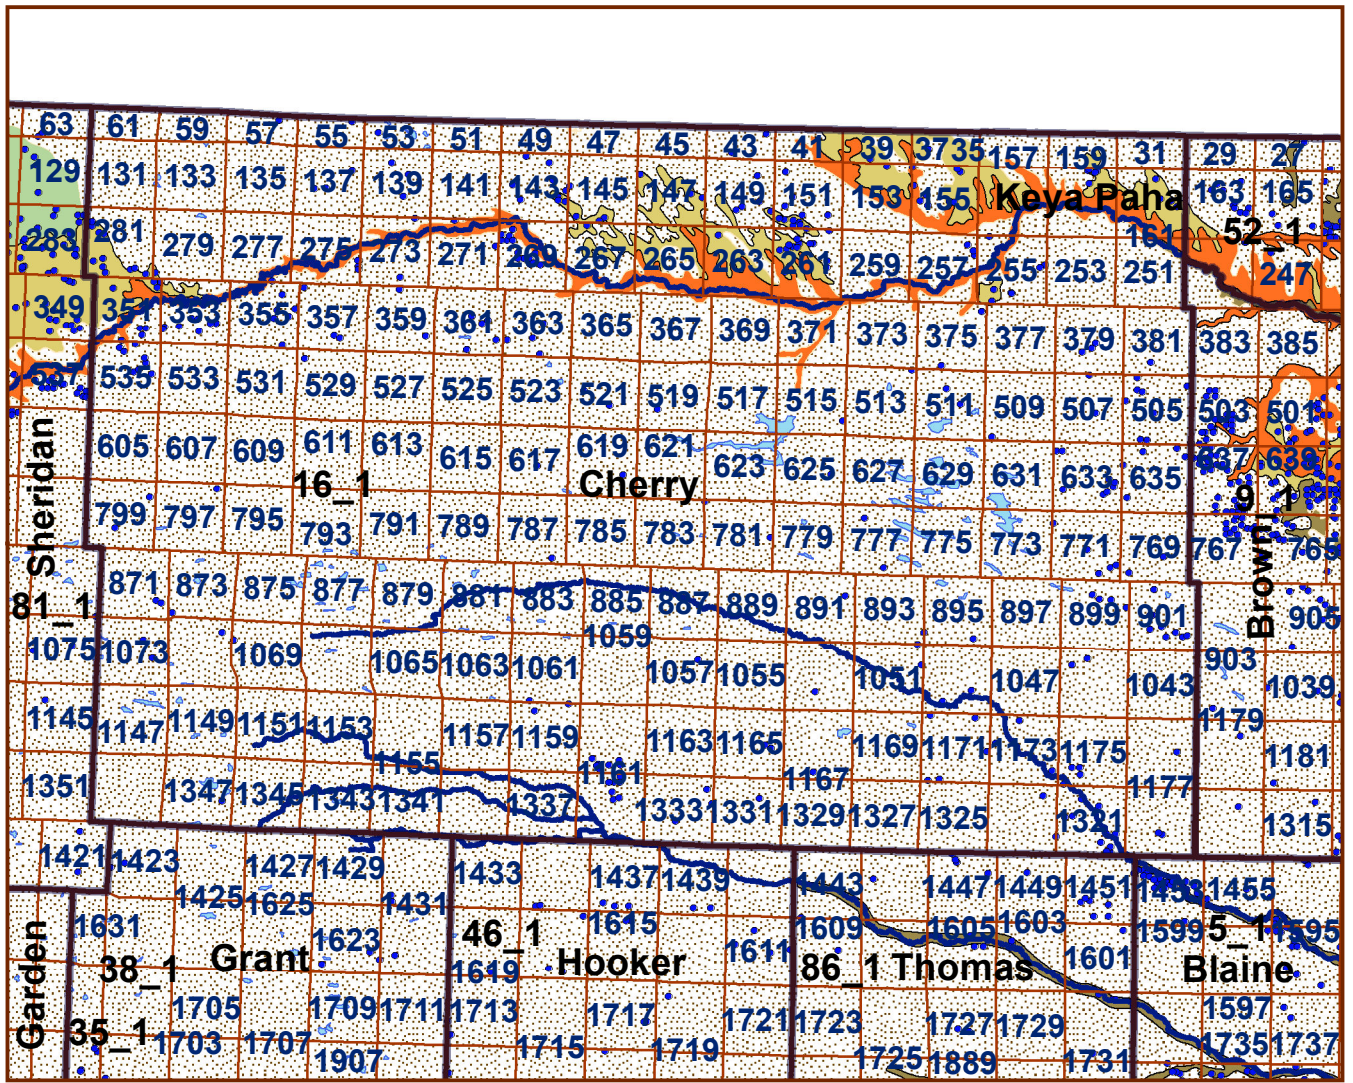 63 61 59 57 55 53 51 49 47 45 43 41 39 37 35 157 159 31 29 27
129 131 133 135 137 139 141 143 145 147 149 151 153 155 Keya Paha 163 165
283 281 279 277 275 273 271 269 267 265 263 261 259 257 255 253 251 161 52_1 247
349 351 353 355 357 359 361 363 365 367 369 371 373 375 377 379 381 383 385
535 533 531 529 527 525 523 521 519 517 515 513 511 509 507 505 503 501
605 607 609 611 613 615 617 619 621 623 625 627 629 631 633 635 637 639
Sheridan 16_1 Cherry 9_1
799 797 795 793 791 789 787 785 783 781 779 777 775 773 771 769 767 765
81_1 871 873 875 877 879 881 883 885 887 889 891 893 895 897 899 901 Brown 905
1075 1073 1069 1065 1063 1061 1059 1057 1055 1051 1047 1043 903 1039
1145 1147 1149 1151 1153 1155 1157 1159 1161 1163 1165 1167 1169 1171 1173 1175 1177 1179 1181
1351 1347 1345 1343 1341 1337 1333 1331 1329 1327 1325 1321 1315
1421 1423 1427 1429 1433 1437 1439 1443 1447 1449 1451 1455
1425 1625 1431
1631 1623 46_1 1615 1611 1609 1605 1603 1601 1599 5_1 1595
Garden 38_1 Grant 1619 Hooker 86_1 Thomas Blaine
35_1 1705 1709 1711 1713 1717 1721 1723 1727 1729 1597
1703 1707 1907 1715 1719 1725 1889 1731 1735 1737